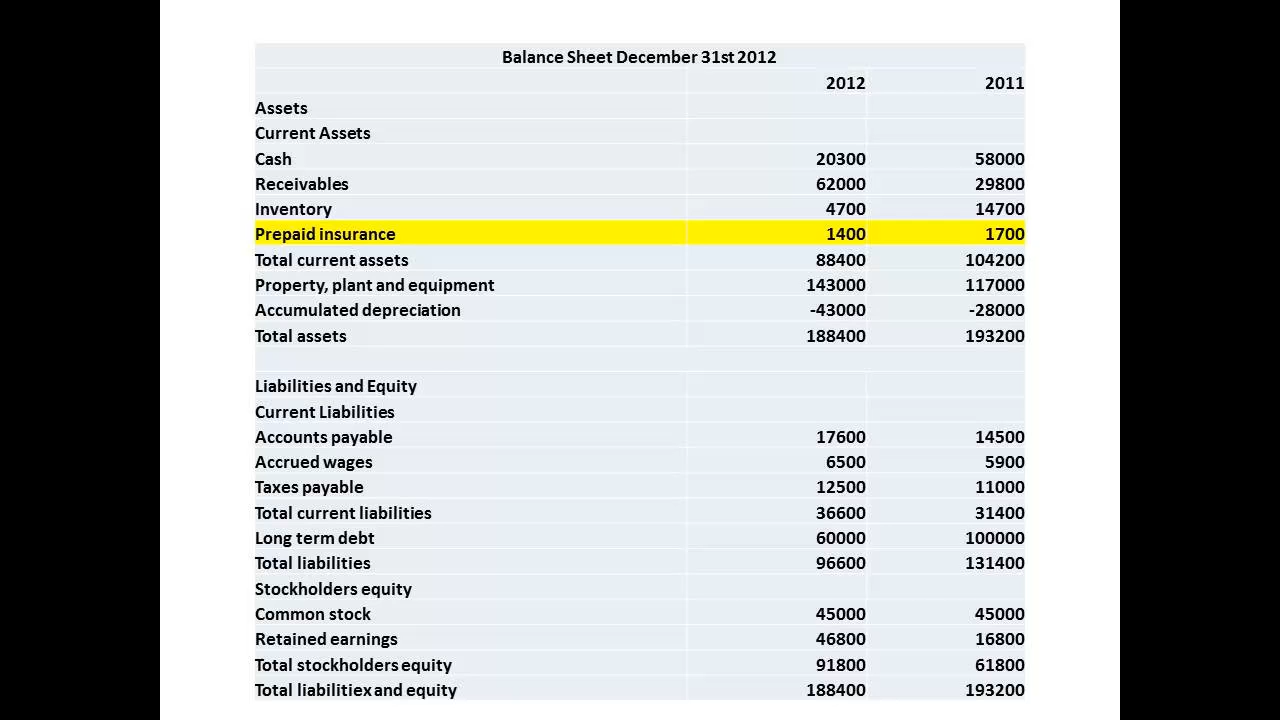 Balance Sheet December 31st 2012
2012 2011
Assets
Current Assets
Cash 20300 58000
Receivables 62000 29800
Inventory 4700 14700
Prepaid insurance 1400 1700
Total current assets 88400 104200
Property, plant and equipment 143000 117000
Accumulated depreciation -43000 -28000
Total assets 188400 193200
Liabilities and Equity
Current Liabilities
Accounts payable 17600 14500
Accrued wages 6500 5900
Taxes payable 12500 11000
Total current liabilities 36600 31400
Long term debt 60000 100000
Total liabilities 96600 131400
Stockholders equity
Common stock 45000 45000
Retained earnings 46800 16800
Total stockholders equity 91800 61800
Total liabilitiex and equity 188400 193200